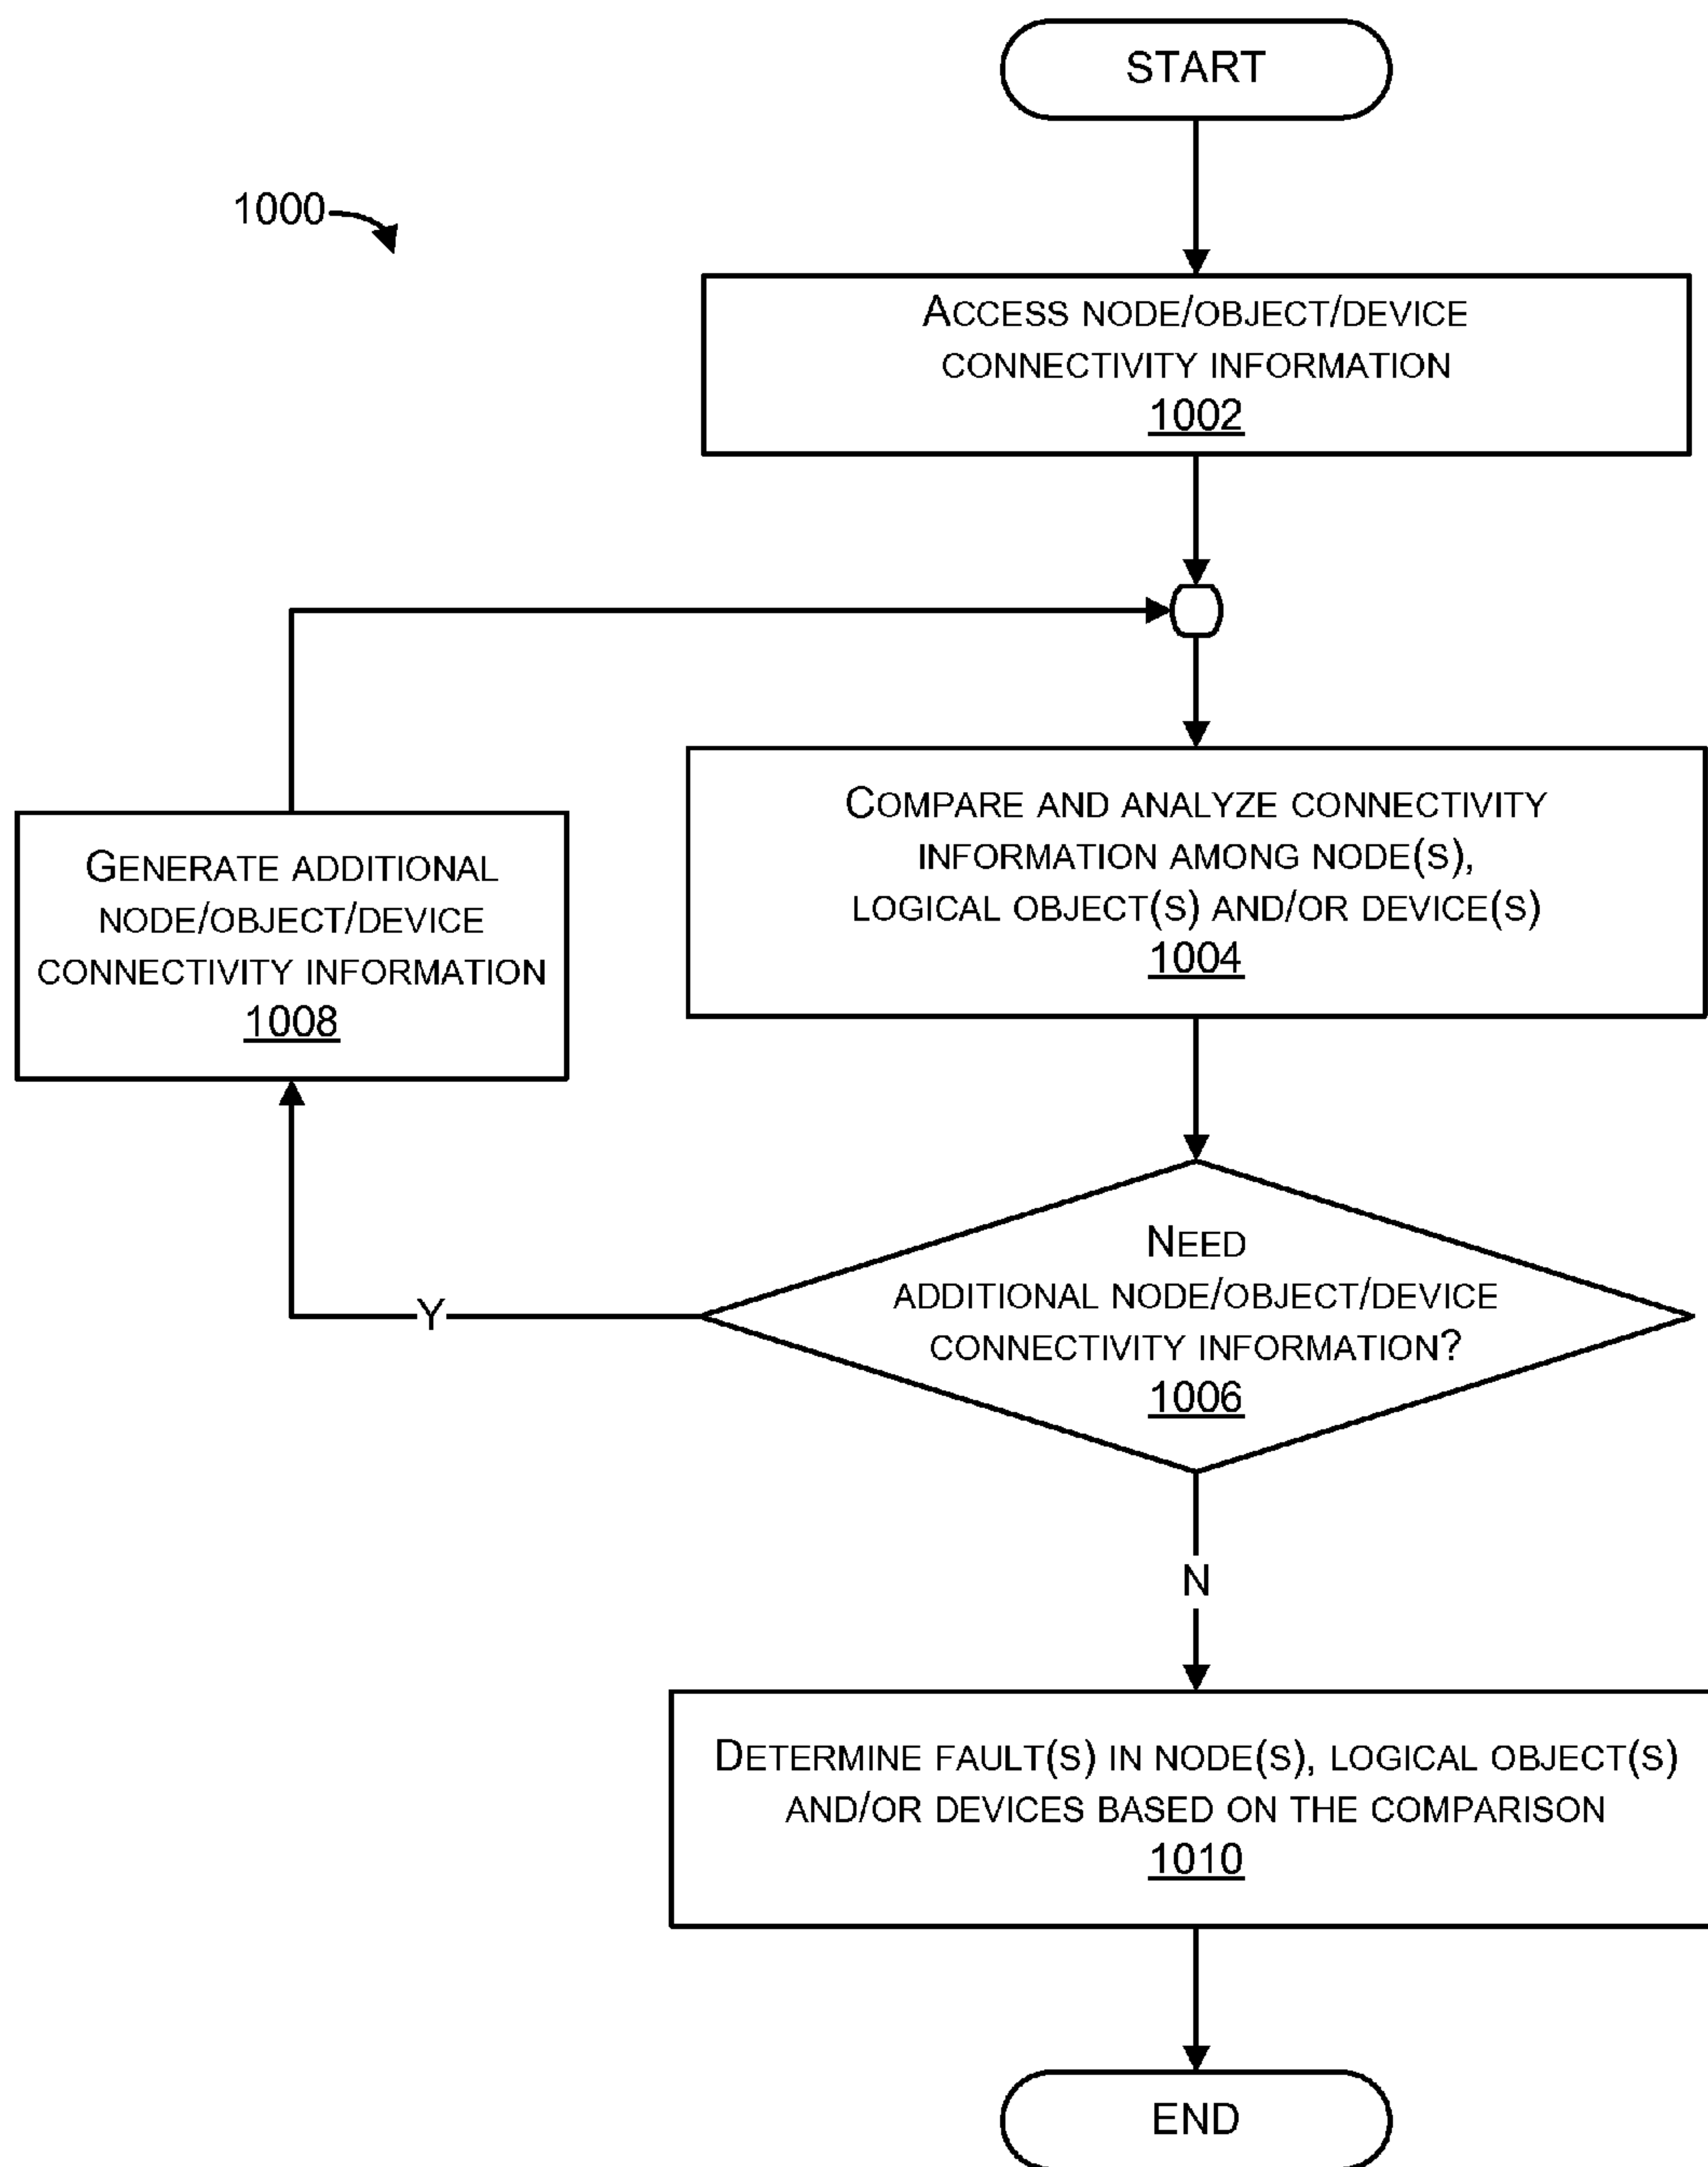 START
1000
ACCESS NODE/OBJECT/DEVICE
CONNECTIVITY INFORMATION
1002
COMPARE AND ANALYZE CONNECTIVITY
INFORMATION AMONG NODE(S),
LOGICAL OBJECT(S) AND/OR DEVICE(S)
1004
GENERATE ADDITIONAL
NODE/OBJECT/DEVICE
CONNECTIVITY INFORMATION
1008
NEED
ADDITIONAL NODE/OBJECT/DEVICE
CONNECTIVITY INFORMATION?
1006
Y
N
DETERMINE FAULT(S) IN NODE(S), LOGICAL OBJECT(S)
AND/OR DEVICES BASED ON THE COMPARISON
1010
END